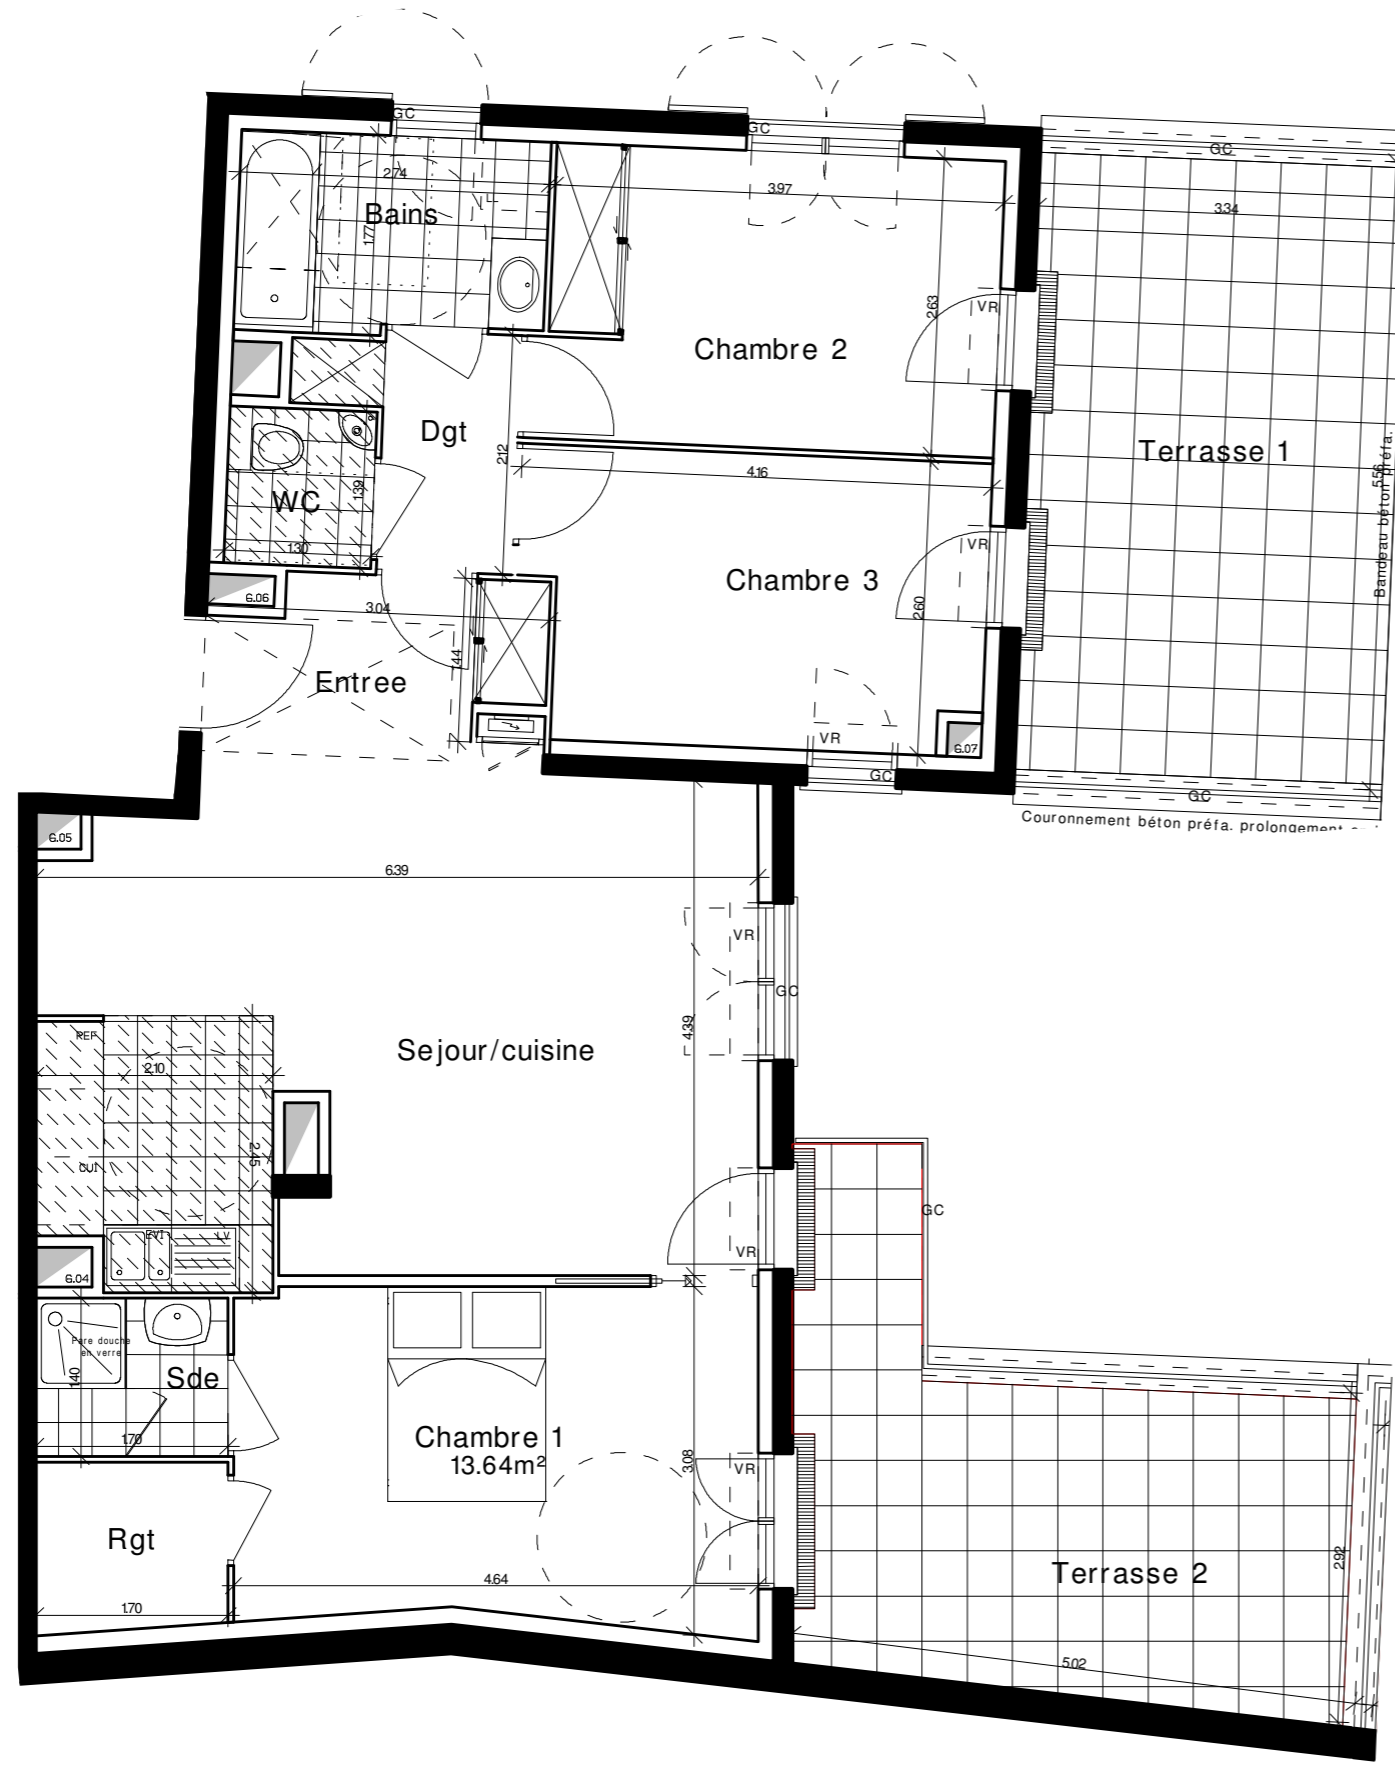 GC
GC
GC
2.74
3.97
3.34
LL
Bains
1.77
VR
2.63
Chambre 2
Dgt
2.12
Terrasse 1
4.16
5.56
Bandeau béton préfa.
WC
1.39
1.30
VR
Chambre 3
2.60
G.06
3.04
1.44
Entree
VR
G.07
GC
GC
Couronnement béton préfa. prolongement
G.05
6.39
VR
GC
4.39
Sejour/cuisine
REF
2.10
CUI
2.45
GC
EVI
LV
VR
G.04
Pare douche
en verre
1.40
Sde
1.70
Chambre 1
13.64m²
3.08
VR
Rgt
4.64
1.70
Terrasse 2
2.92
5.02